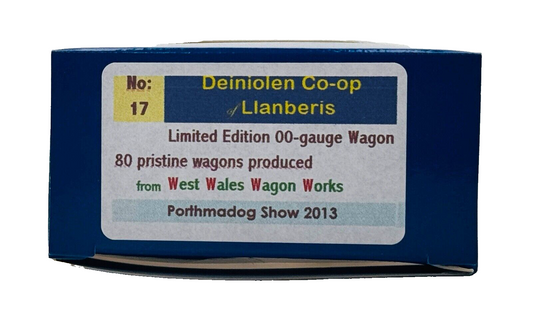 No: Deiniolen Co-op
17 of Llanberis
Limited Edition 00-gauge Wagon
80 pristine wagons produced
from West Wales Wagon Works
Porthmadog Show 2013